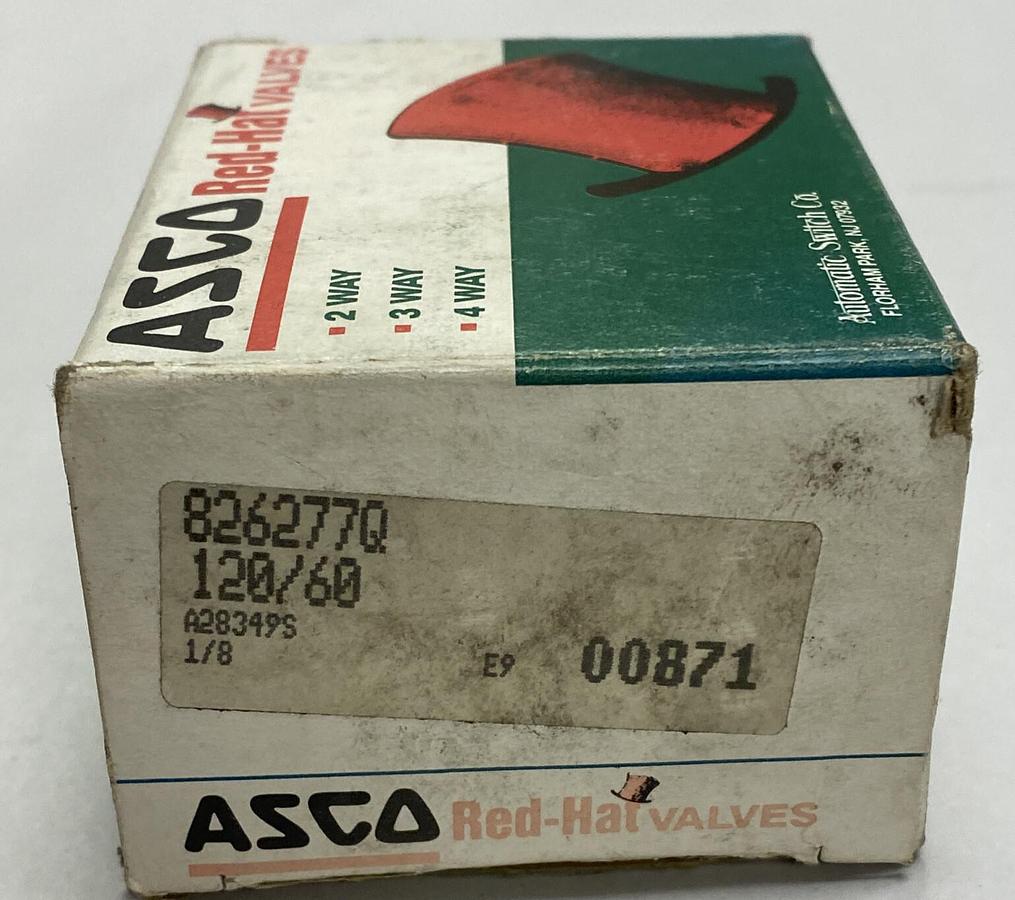 ASCO Red-Hat VALVES
▪ 2 WAY
▪ 3 WAY
▪ 4 WAY
Automatic Switch Co.
FLORHAM PARK, NJ 07932
826277Q
120/60
A28349S
1/8 E9 00871
ASCO Red-Hat VALVES